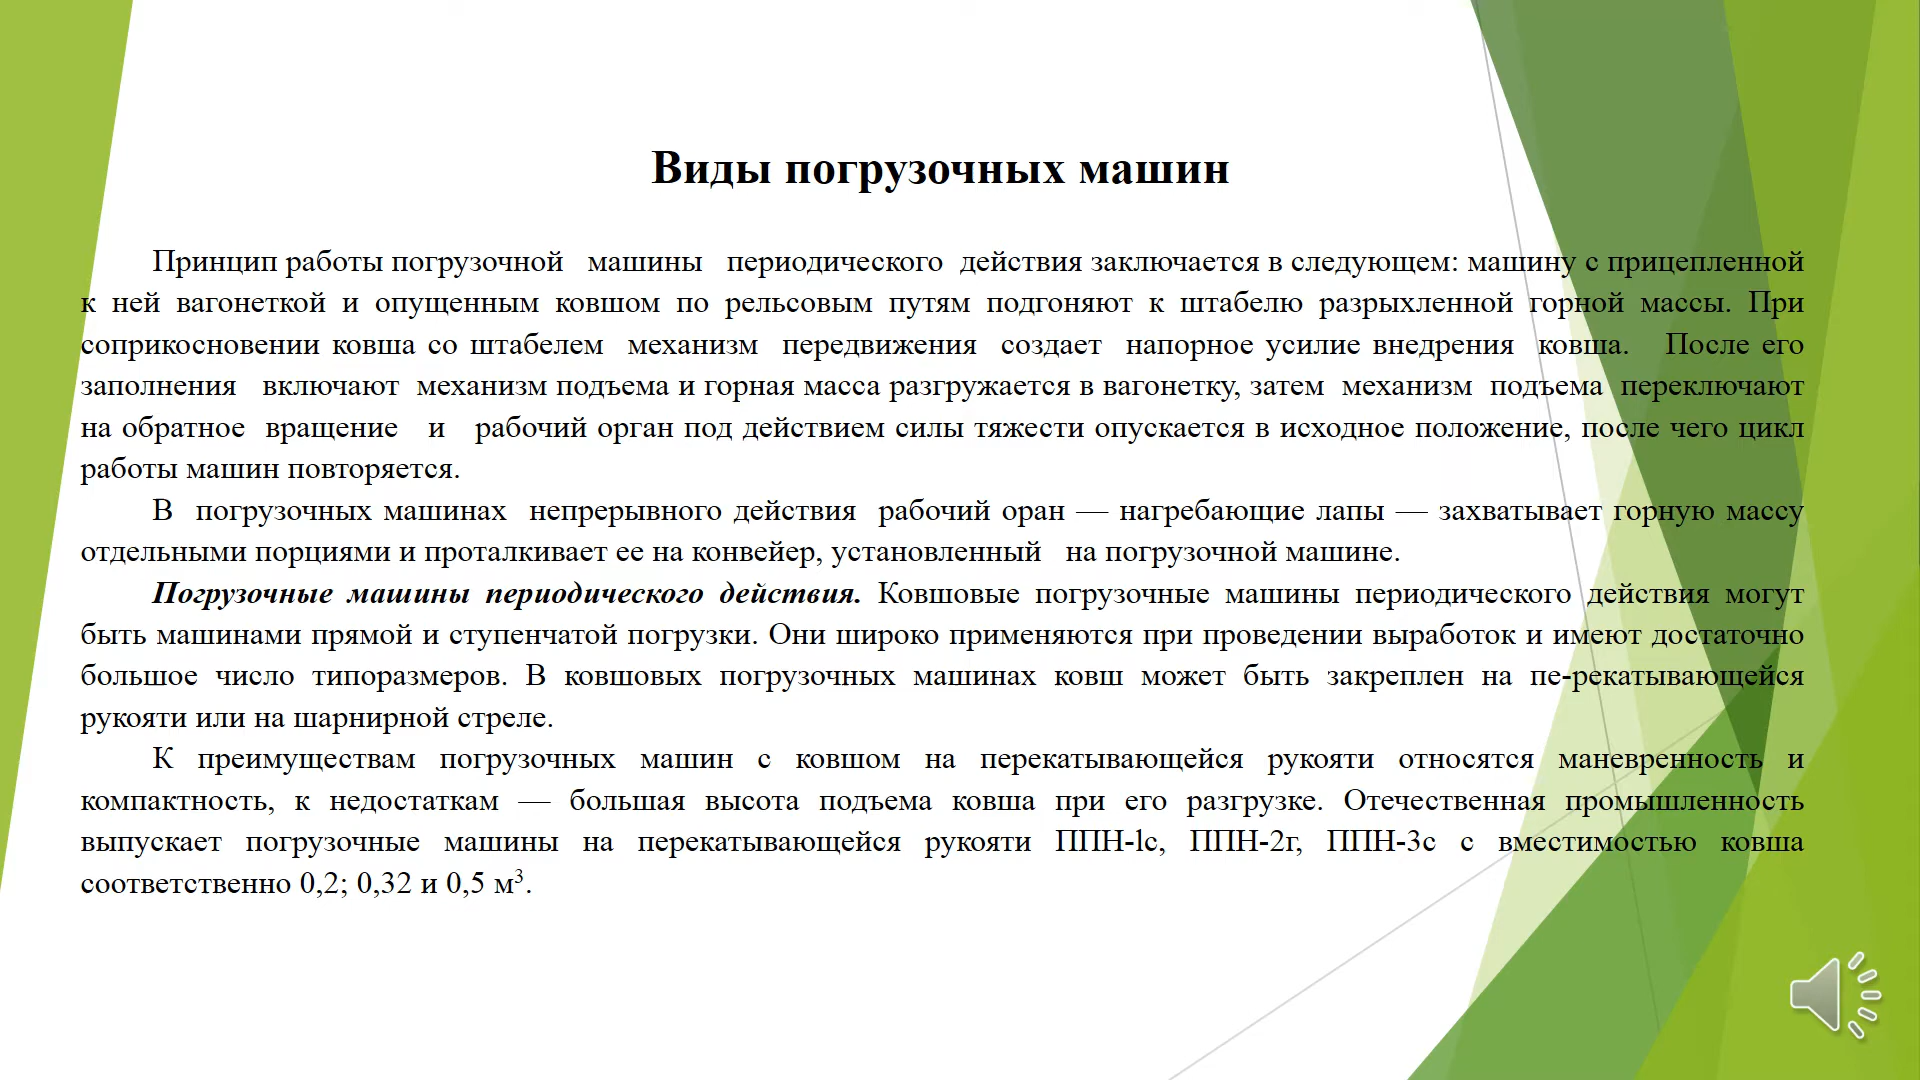 Виды погрузочных машин
Принцип работы погрузочной машины периодического действия заключается в следующем: машину с прицепленной
к ней вагонеткой и опущенным ковшом по рельсовым путям подгоняют к штабелю разрыхленной горной массы. При
соприкосновении ковша со штабелем механизм передвижения создает напорное усилие внедрения ковша. После его
заполнения включают механизм подъема и горная масса разгружается в вагонетку, затем механизм подъема переключают
на обратное вращение и рабочий орган под действием силы тяжести опускается в исходное положение, после чего цикл
работы машин повторяется.
В погрузочных машинах непрерывного действия рабочий оран — нагребающие лапы — захватывает горную массу
отдельными порциями и проталкивает ее на конвейер, установленный на погрузочной машине.
Погрузочные машины периодического действия. Ковшовые погрузочные машины периодического действия могут
быть машинами прямой и ступенчатой погрузки. Они широко применяются при проведении выработок и имеют достаточно
большое число типоразмеров. В ковшовых погрузочных машинах ковш может быть закреплен на пе-рекатывающейся
рукояти или на шарнирной стреле.
К преимуществам погрузочных машин с ковшом на перекатывающейся рукояти относятся маневренность и
компактность, к недостаткам — большая высота подъема ковша при его разгрузке. Отечественная промышленность
выпускает погрузочные машины на перекатывающейся рукояти ППН-1с, ППН-2г, ППН-3с с вместимостью ковша
соответственно 0,2; 0,32 и 0,5 м³.